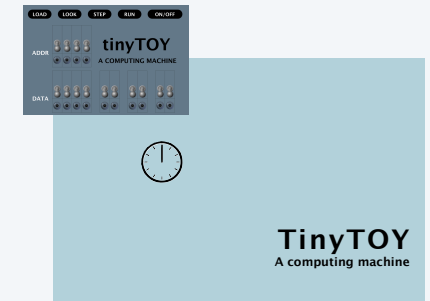 LOAD LOOK STEP RUN ON/OFF
ADDR
tinyTOY
A COMPUTING MACHINE
DATA
TinyTOY
A computing machine